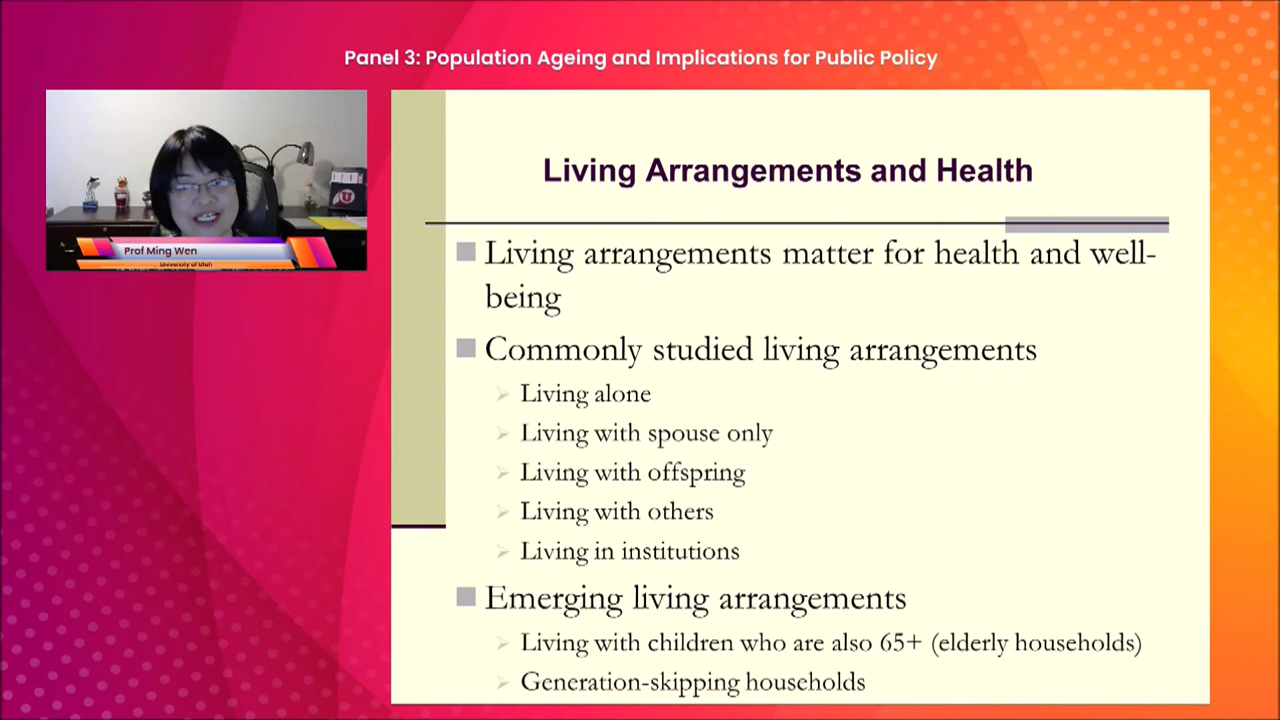 Panel 3: Population Ageing and Implications for Public Policy
Prof Ming Wen
University of Utah
U
Living Arrangements and Health
Living arrangements matter for health and well-
being
Commonly studied living arrangements
Living alone
Living with spouse only
Living with offspring
Living with others
Living in institutions
Emerging living arrangements
Living with children who are also 65+ (elderly households)
Generation-skipping households